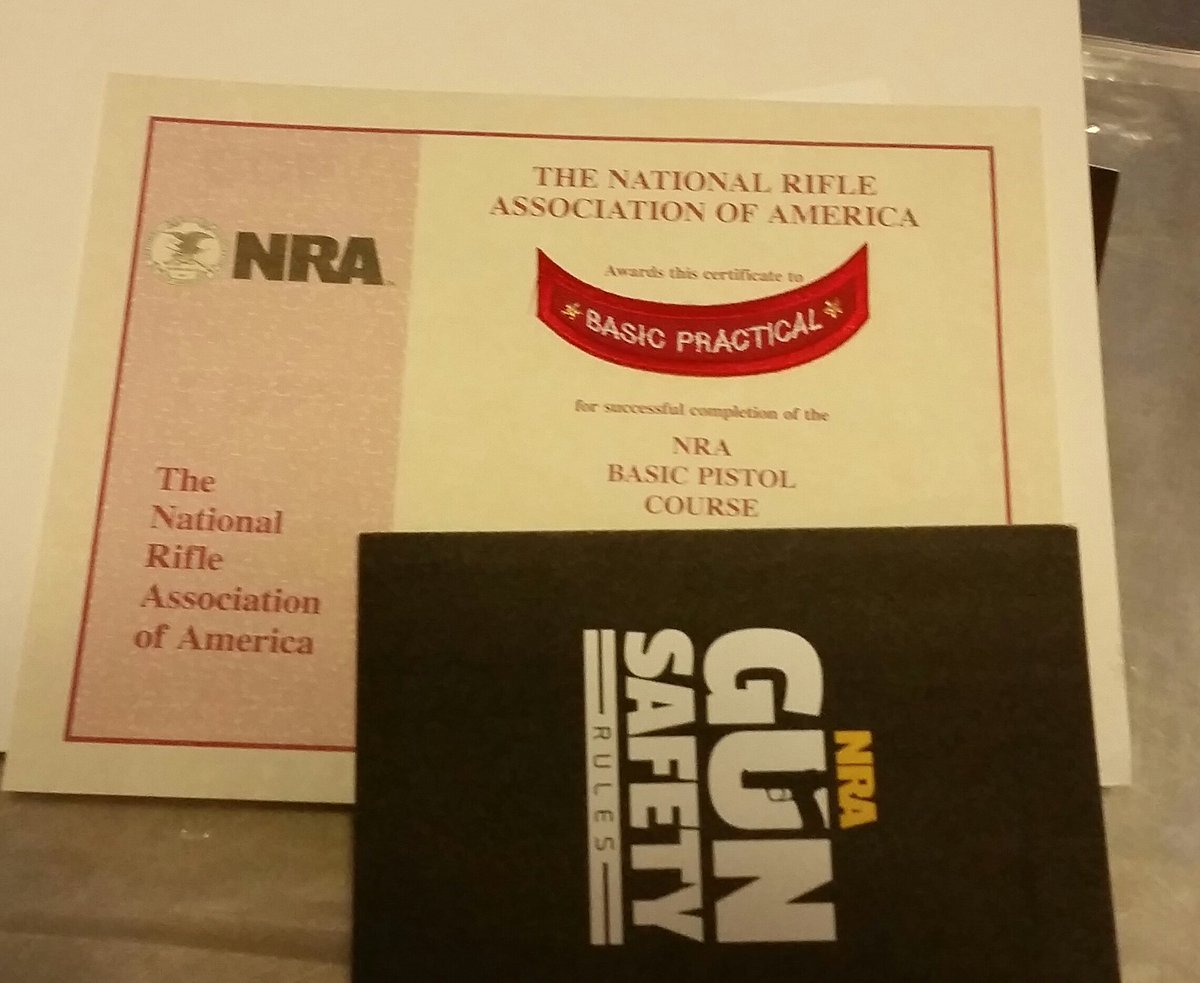 NRA
The
National
Rifle
Association
of America
THE NATIONAL RIFLE
ASSOCIATION OF AMERICA
Awards this certificate to
BASIC PRACTICAL
for successful completion of the
NRA
BASIC PISTOL
COURSE
NRA
GUN
SAFETY
RULES